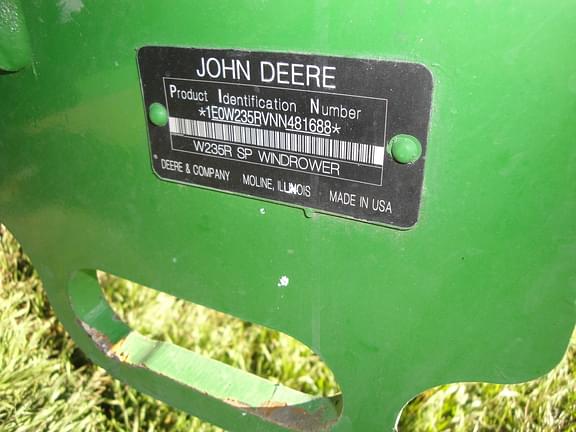 JOHN DEERE
Product Identification Number
*1E0W235RVNN481688*
W235R SP WINDROWER
DEERE & COMPANY MOLINE, ILLINOIS MADE IN USA